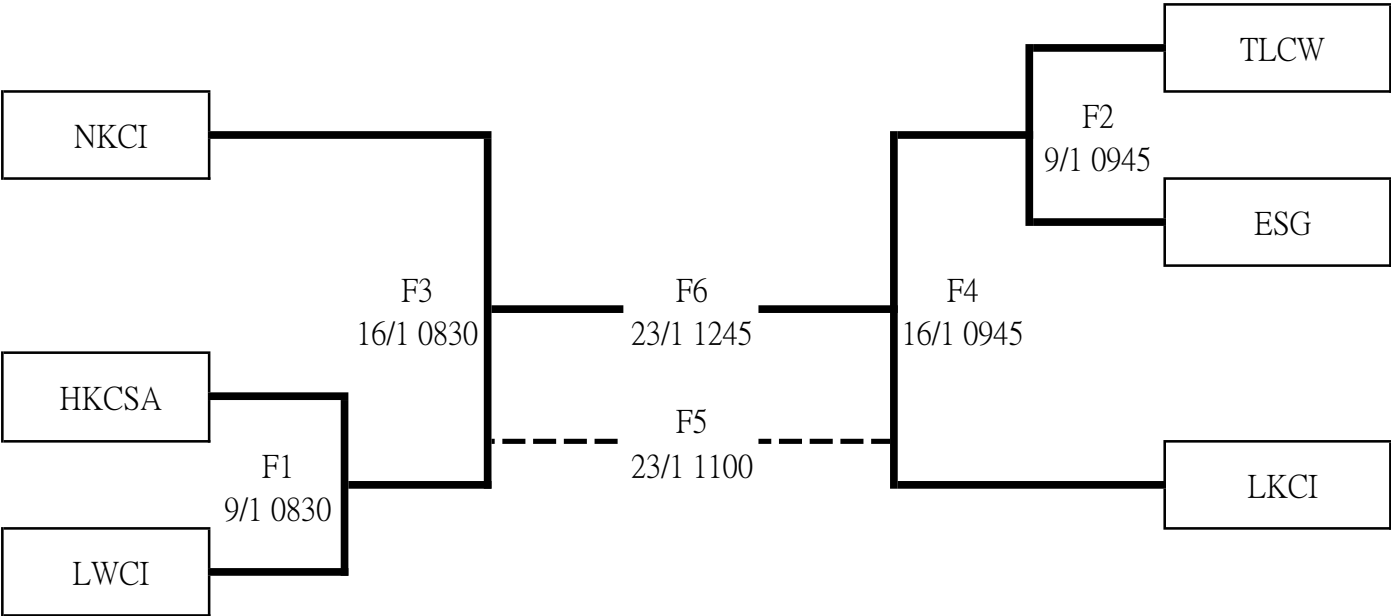 TLCW
F2
9/1 0945
NKCI
ESG
F3
16/1 0830
F6
23/1 1245
F4
16/1 0945
HKCSA
F5
23/1 1100
F1
9/1 0830
LKCI
LWCI